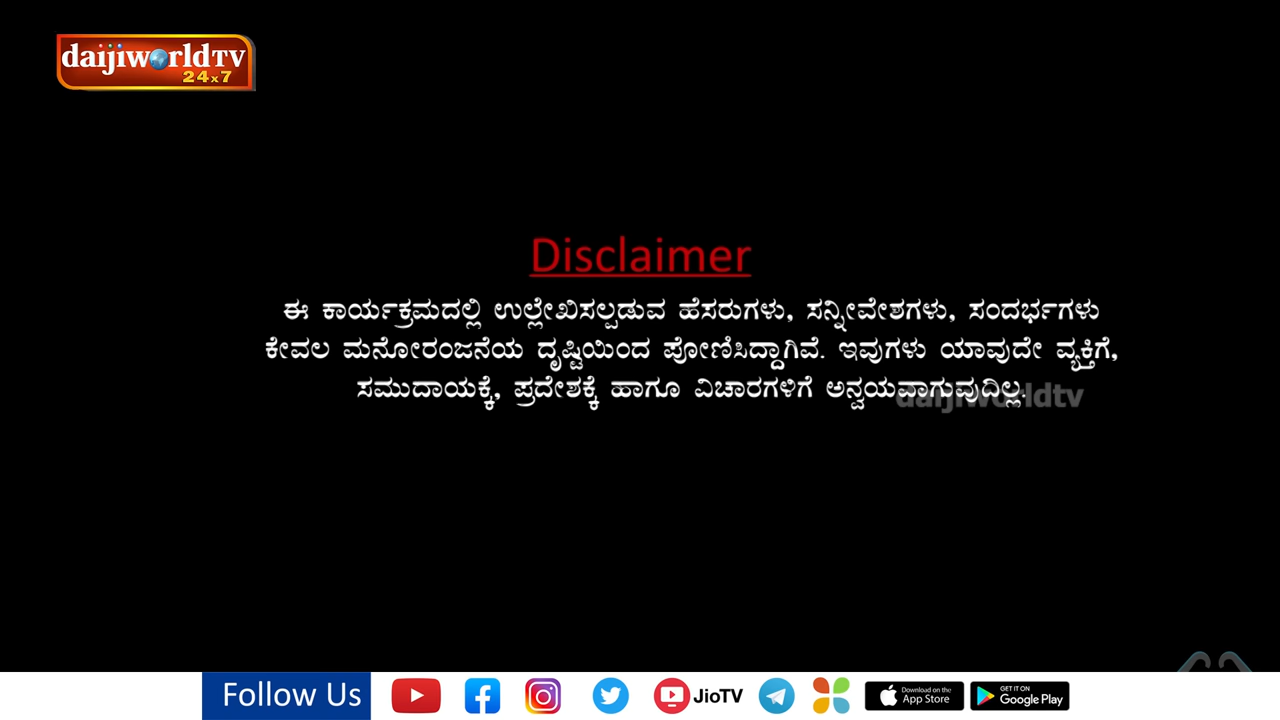 daijiworldTV
24x7
Disclaimer
ಈ ಕಾರ್ಯಕ್ರಮದಲ್ಲಿ ಉಲ್ಲೇಖಿಸಲ್ಪಡುವ ಹೆಸರುಗಳು, ಸನ್ನೀವೇಶಗಳು, ಸಂದರ್ಭಗಳು
ಕೇವಲ ಮನೋರಂಜನೆಯ ದೃಷ್ಟಿಯಿಂದ ಪೋಣಿಸಿದ್ದಾಗಿವೆ. ಇವುಗಳು ಯಾವುದೇ ವ್ಯಕ್ತಿಗೆ,
ಸಮುದಾಯಕ್ಕೆ, ಪ್ರದೇಶಕ್ಕೆ ಹಾಗೂ ವಿಚಾರಗಳಿಗೆ ಅನ್ವಯವಾಗುವುದಿಲ್ಲ.
daijiworldtv
Follow Us
JioTV
Download on the
App Store
GET IT ON
Google Play